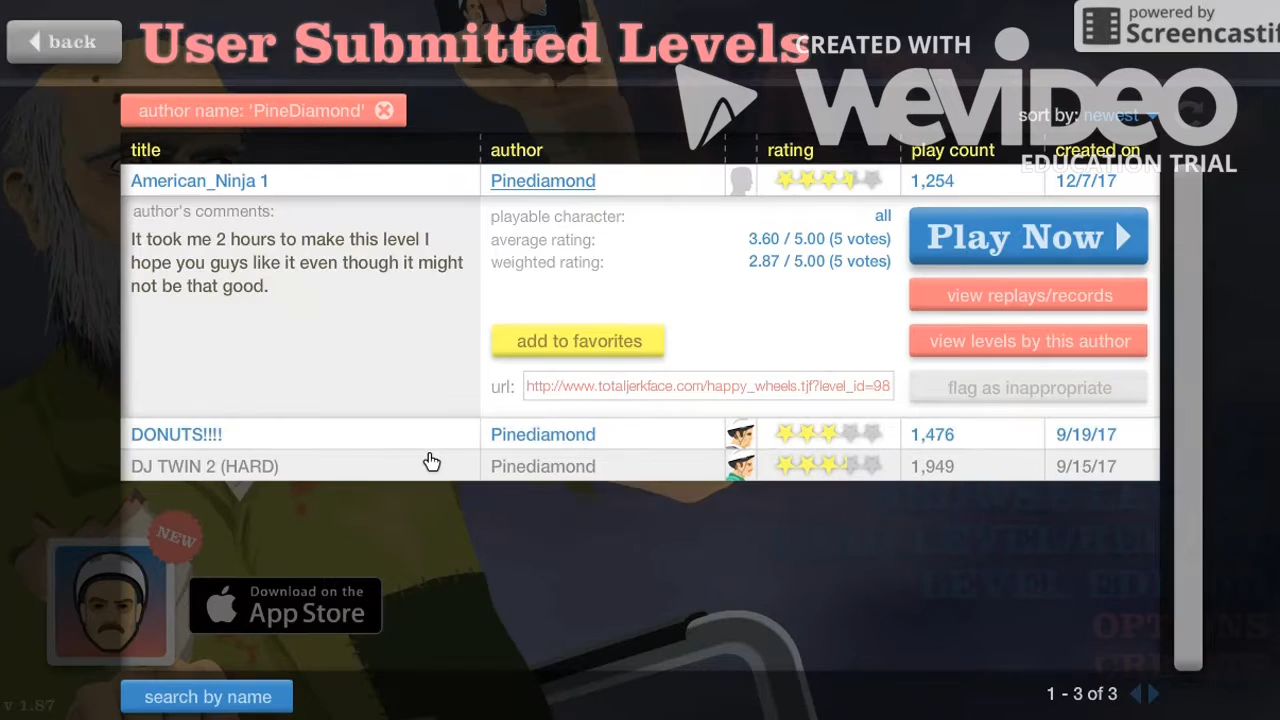 back
User Submitted Levels
CREATED WITH
WEVIDEO
EDUCATION TRIAL
powered by
Screencastif
author name: 'PineDiamond'
sort by: newest
title author rating play count created on
American_Ninja 1 Pinediamond 1,254 12/7/17
author's comments:
It took me 2 hours to make this level I
hope you guys like it even though it might
not be that good.
playable character: all
average rating: 3.60 / 5.00 (5 votes)
weighted rating: 2.87 / 5.00 (5 votes)
Play Now
view replays/records
add to favorites
view levels by this author
url: http://www.totaljerkface.com/happy_wheels.tjf?level_id=98
flag as inappropriate
DONUTS!!!! Pinediamond 1,476 9/19/17
DJ TWIN 2 (HARD) Pinediamond 1,949 9/15/17
NEW
Download on the
App Store
LEVEL EDITOR
OPTIONS
search by name
1 - 3 of 3
v 1.87